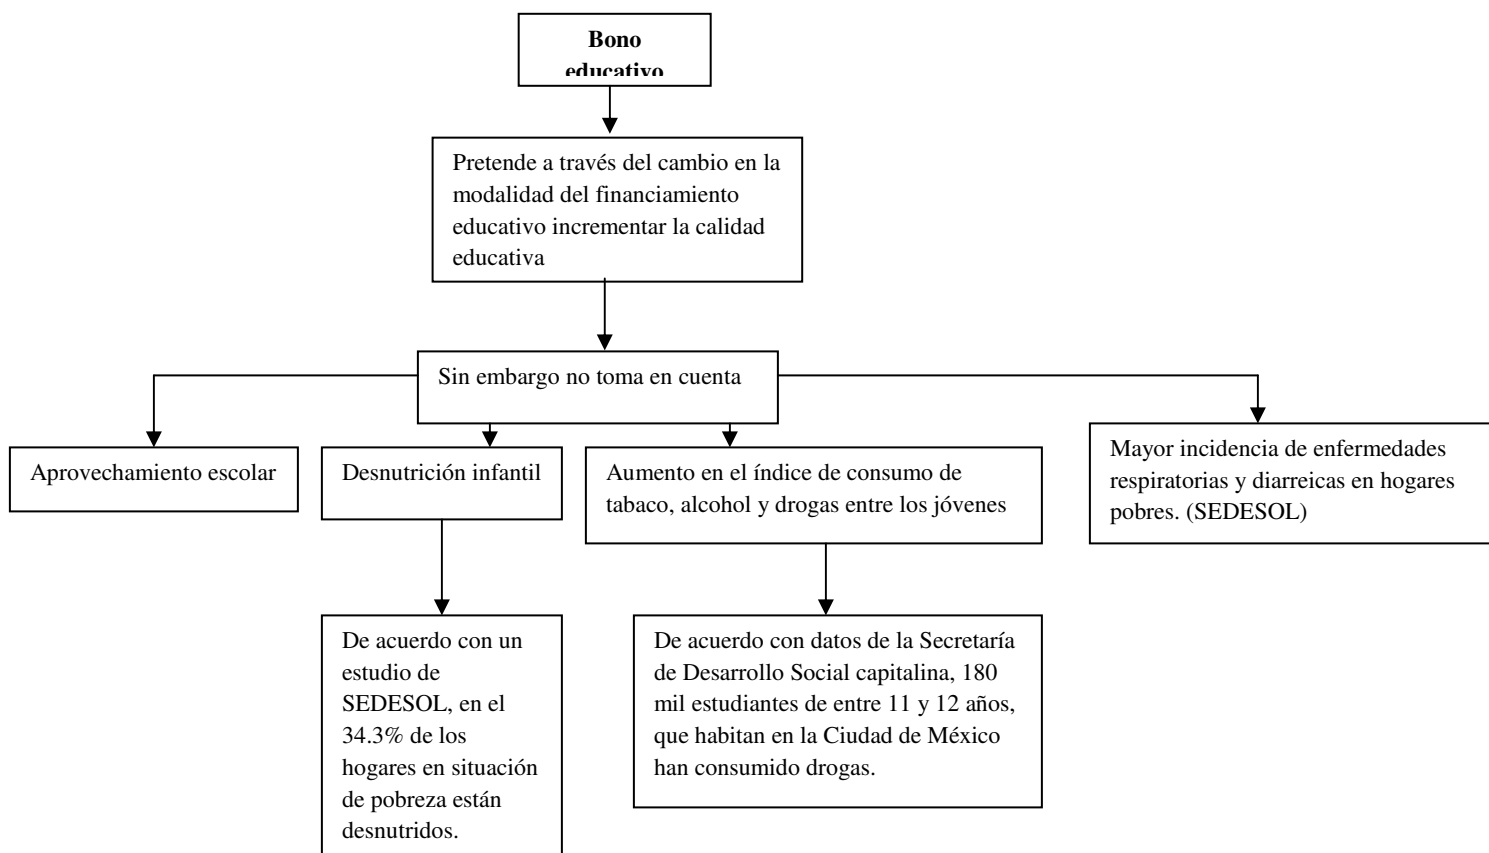 Bono
educativo
Pretende a través del cambio en la
modalidad del financiamiento
educativo incrementar la calidad
educativa
Sin embargo no toma en cuenta
Aprovechamiento escolar
Desnutrición infantil
Aumento en el índice de consumo de
tabaco, alcohol y drogas entre los jóvenes
Mayor incidencia de enfermedades
respiratorias y diarreicas en hogares
pobres. (SEDESOL)
De acuerdo con un
estudio de
SEDESOL, en el
34.3% de los
hogares en situación
de pobreza están
desnutridos.
De acuerdo con datos de la Secretaría
de Desarrollo Social capitalina, 180
mil estudiantes de entre 11 y 12 años,
que habitan en la Ciudad de México
han consumido drogas.